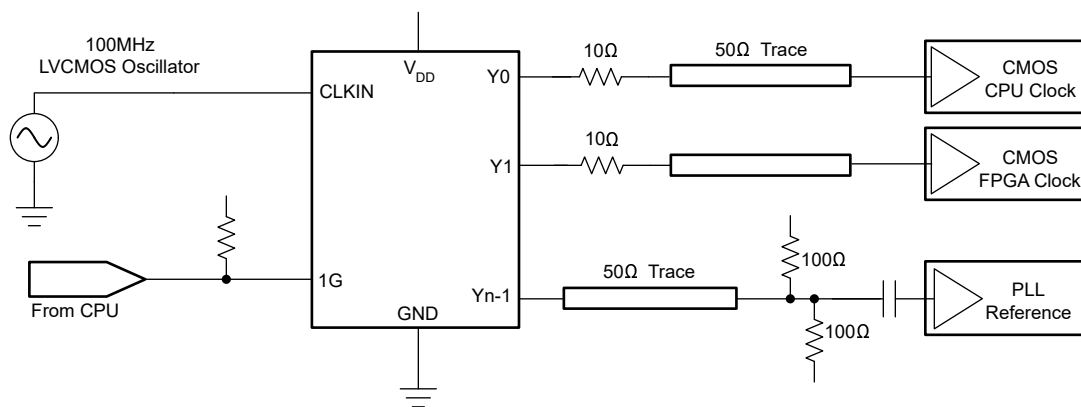 100MHz
LVCMOS Oscillator
CLKIN
VDD
Y0
10Ω
50Ω Trace
CMOS
CPU Clock
Y1
10Ω
CMOS
FPGA Clock
From CPU
1G
GND
Yn-1
50Ω Trace
100Ω
100Ω
PLL
Reference